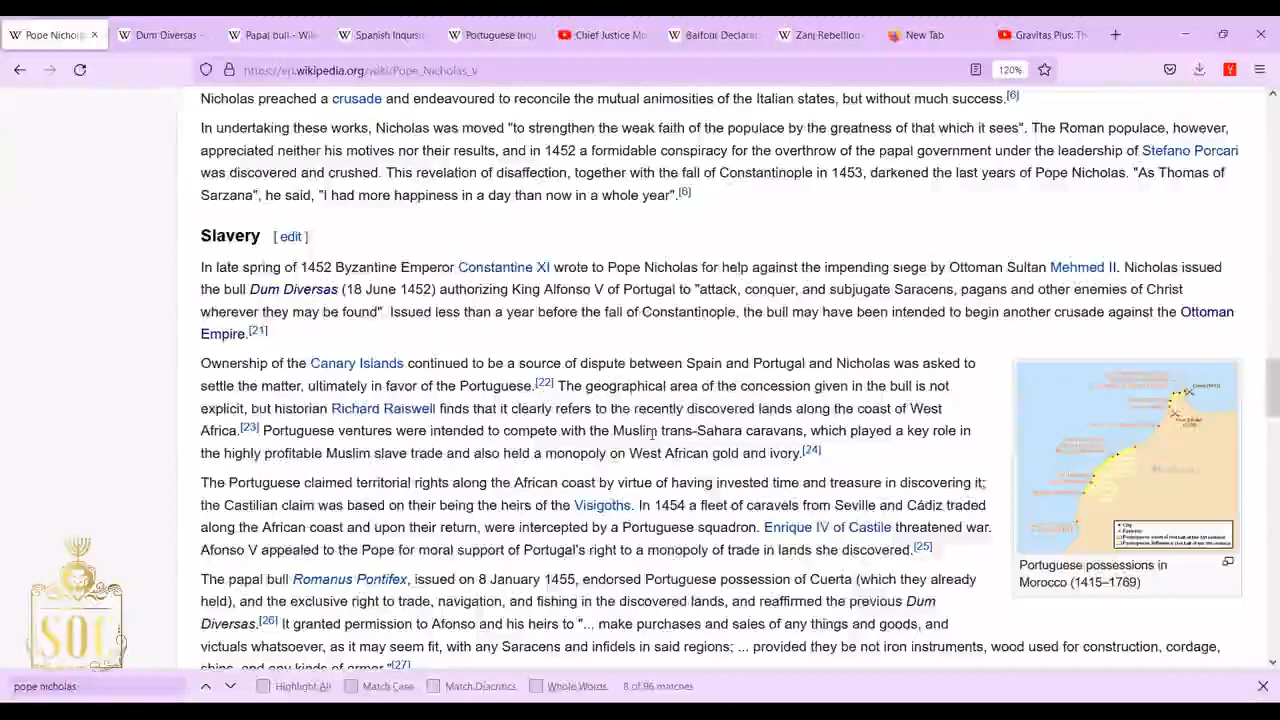 Pope Nichol
Dum Diversas -
Papal bull - Wik
Spanish Inquisi
Portuguese Inqu
Chief Justice Mo
Balfour Declarat
Zanj Rebellion
New Tab
Gravitas Plus: Th
https://en.wikipedia.org/wiki/Pope_Nicholas_V
120%
Nicholas preached a crusade and endeavoured to reconcile the mutual animosities of the Italian states, but without much success.[6]
In undertaking these works, Nicholas was moved "to strengthen the weak faith of the populace by the greatness of that which it sees". The Roman populace, however,
appreciated neither his motives nor their results, and in 1452 a formidable conspiracy for the overthrow of the papal government under the leadership of Stefano Porcari
was discovered and crushed. This revelation of disaffection, together with the fall of Constantinople in 1453, darkened the last years of Pope Nicholas. "As Thomas of
Sarzana", he said, "I had more happiness in a day than now in a whole year".[6]
Slavery [ edit ]
In late spring of 1452 Byzantine Emperor Constantine XI wrote to Pope Nicholas for help against the impending siege by Ottoman Sultan Mehmed II. Nicholas issued
the bull Dum Diversas (18 June 1452) authorizing King Alfonso V of Portugal to "attack, conquer, and subjugate Saracens, pagans and other enemies of Christ
wherever they may be found". Issued less than a year before the fall of Constantinople, the bull may have been intended to begin another crusade against the Ottoman
Empire.[21]
Ownership of the Canary Islands continued to be a source of dispute between Spain and Portugal and Nicholas was asked to
settle the matter, ultimately in favor of the Portuguese.[22] The geographical area of the concession given in the bull is not
explicit, but historian Richard Raiswell finds that it clearly refers to the recently discovered lands along the coast of West
Africa.[23] Portuguese ventures were intended to compete with the Muslim trans-Sahara caravans, which played a key role in
the highly profitable Muslim slave trade and also held a monopoly on West African gold and ivory.[24]
The Portuguese claimed territorial rights along the African coast by virtue of having invested time and treasure in discovering it;
the Castilian claim was based on their being the heirs of the Visigoths. In 1454 a fleet of caravels from Seville and Cádiz traded
along the African coast and upon their return, were intercepted by a Portuguese squadron. Enrique IV of Castile threatened war.
Afonso V appealed to the Pope for moral support of Portugal's right to a monopoly of trade in lands she discovered.[25]
Portuguese possessions in
Morocco (1415–1769)
The papal bull Romanus Pontifex, issued on 8 January 1455, endorsed Portuguese possession of Cuerta (which they already
held), and the exclusive right to trade, navigation, and fishing in the discovered lands, and reaffirmed the previous Dum
Diversas.[26] It granted permission to Afonso and his heirs to "... make purchases and sales of any things and goods, and
victuals whatsoever, as it may seem fit, with any Saracens and infidels in said regions; ... provided they be not iron instruments, wood used for construction, cordage,
ships, and any kinds of armor."[27]
SOE
pope nicholas
Highlight All
Match Case
Match Diacritics
Whole Words
8 of 96 matches